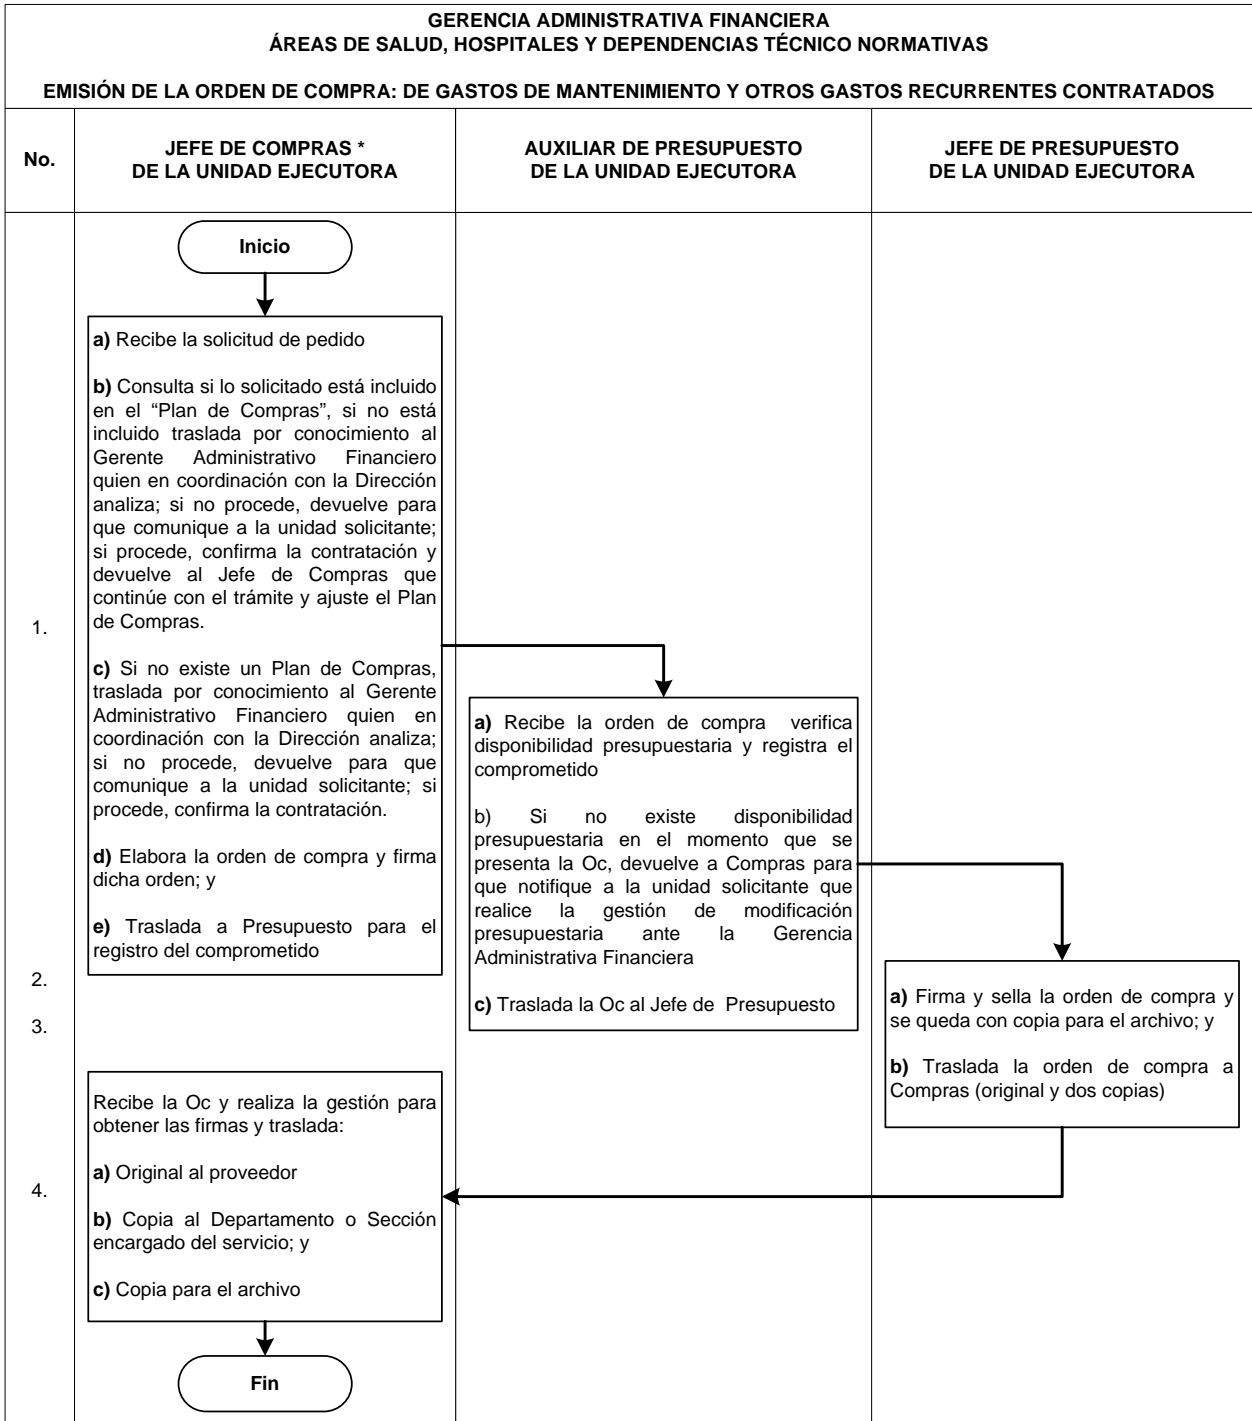 GERENCIA ADMINISTRATIVA FINANCIERA
ÁREAS DE SALUD, HOSPITALES Y DEPENDENCIAS TÉCNICO NORMATIVAS
EMISIÓN DE LA ORDEN DE COMPRA: DE GASTOS DE MANTENIMIENTO Y OTROS GASTOS RECURRENTES CONTRATADOS
No.
JEFE DE COMPRAS *
DE LA UNIDAD EJECUTORA
AUXILIAR DE PRESUPUESTO
DE LA UNIDAD EJECUTORA
JEFE DE PRESUPUESTO
DE LA UNIDAD EJECUTORA
Inicio
1.
a) Recibe la solicitud de pedido
b) Consulta si lo solicitado está incluido
en el “Plan de Compras”, si no está
incluido traslada por conocimiento al
Gerente Administrativo Financiero
quien en coordinación con la Dirección
analiza; si no procede, devuelve para
que comunique a la unidad solicitante;
si procede, confirma la contratación y
devuelve al Jefe de Compras que
continúe con el trámite y ajuste el Plan
de Compras.
c) Si no existe un Plan de Compras,
traslada por conocimiento al Gerente
Administrativo Financiero quien en
coordinación con la Dirección analiza;
si no procede, devuelve para que
comunique a la unidad solicitante; si
procede, confirma la contratación.
d) Elabora la orden de compra y firma
dicha orden; y
e) Traslada a Presupuesto para el
registro del comprometido
2.
a) Recibe la orden de compra verifica
disponibilidad presupuestaria y registra el
comprometido
b) Si no existe disponibilidad
presupuestaria en el momento que se
presenta la Oc, devuelve a Compras para
que notifique a la unidad solicitante que
realice la gestión de modificación
presupuestaria ante la Gerencia
Administrativa Financiera
c) Traslada la Oc al Jefe de Presupuesto
3.
a) Firma y sella la orden de compra y
se queda con copia para el archivo; y
b) Traslada la orden de compra a
Compras (original y dos copias)
4.
Recibe la Oc y realiza la gestión para
obtener las firmas y traslada:
a) Original al proveedor
b) Copia al Departamento o Sección
encargado del servicio; y
c) Copia para el archivo
Fin